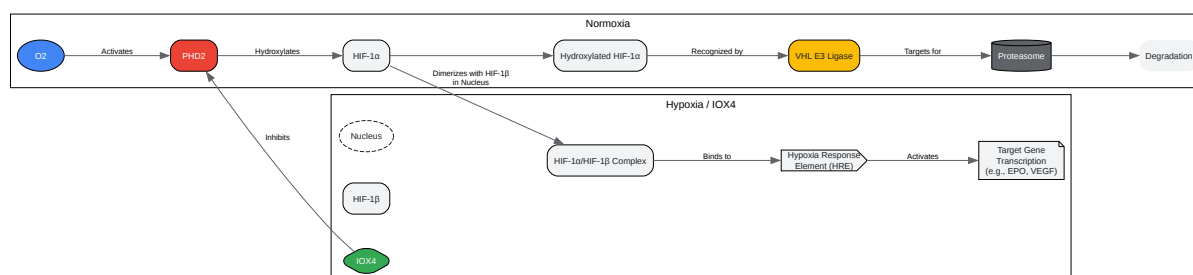 Normoxia
O2
Activates
PHD2
Hydroxylates
HIF-1α
Hydroxylated HIF-1α
Recognized by
VHL E3 Ligase
Targets for
Proteasome
Degradation
Dimerizes with HIF-1β
in Nucleus
Hypoxia / IOX4
Inhibits
Nucleus
HIF-1α/HIF-1β Complex
Binds to
Hypoxia Response
Element (HRE)
Activates
Target Gene
Transcription
(e.g., EPO, VEGF)
HIF-1β
IOX4